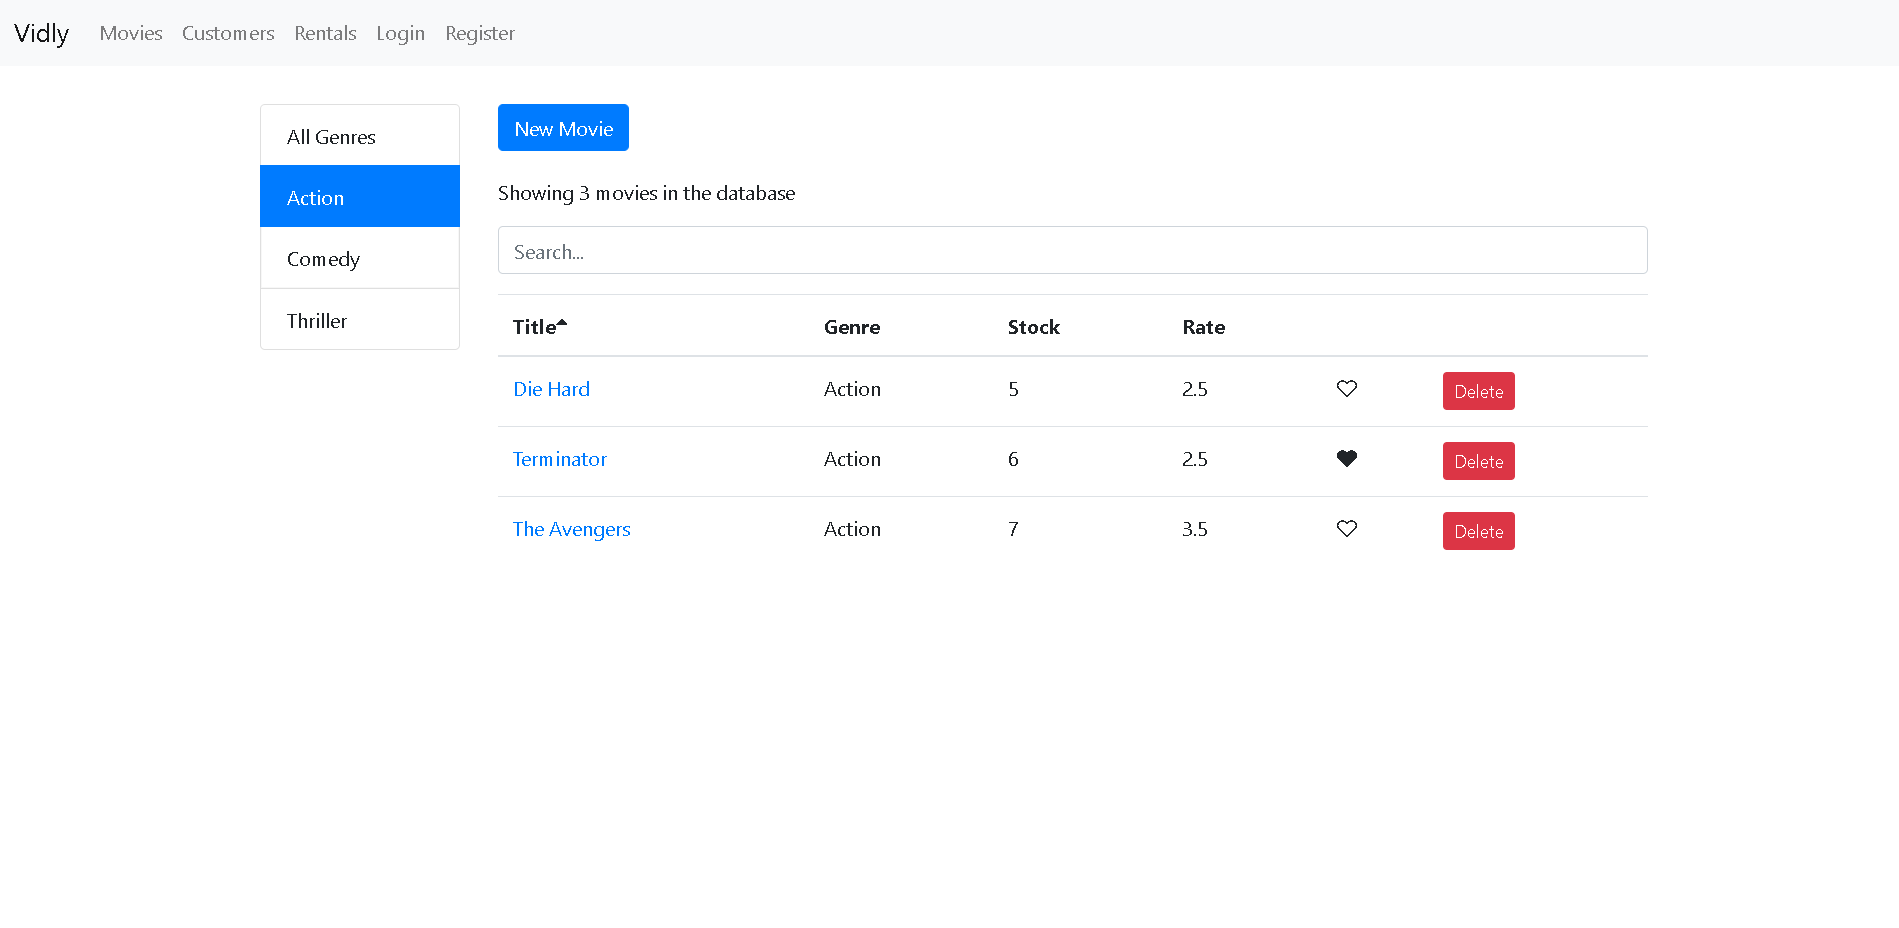 Vidly Movies Customers Rentals Login Register
All Genres
Action
Comedy
Thriller
New Movie
Showing 3 movies in the database
Search...
Title Genre Stock Rate
Die Hard Action 5 2.5 Delete
Terminator Action 6 2.5 Delete
The Avengers Action 7 3.5 Delete